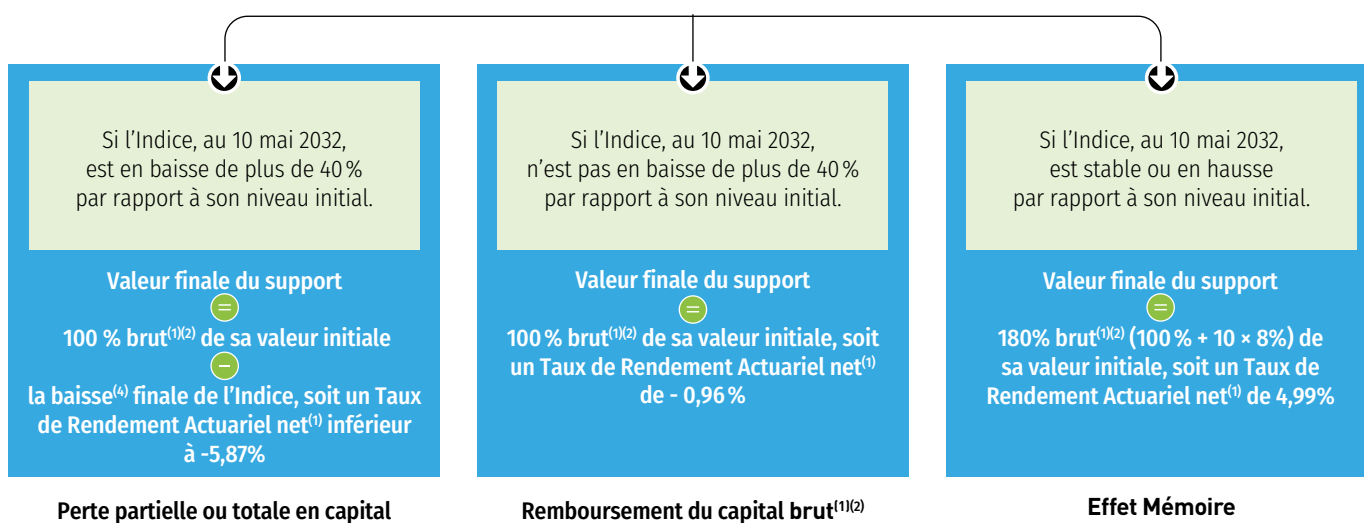 Si l’Indice, au 10 mai 2032,
est en baisse de plus de 40 %
par rapport à son niveau initial.
Valeur finale du support
=
100 % brut(1)(2) de sa valeur initiale
–
la baisse(4) finale de l’Indice, soit un Taux
de Rendement Actuariel net(1) inférieur
à -5,87%
Perte partielle ou totale en capital
Si l’Indice, au 10 mai 2032,
n’est pas en baisse de plus de 40 %
par rapport à son niveau initial.
Valeur finale du support
=
100 % brut(1)(2) de sa valeur initiale, soit
un Taux de Rendement Actuariel net(1)
de - 0,96 %
Remboursement du capital brut(1)(2)
Si l’Indice, au 10 mai 2032,
est stable ou en hausse
par rapport à son niveau initial.
Valeur finale du support
=
180% brut(1)(2) (100 % + 10 × 8%) de
sa valeur initiale, soit un Taux de
Rendement Actuariel net(1) de 4,99%
Effet Mémoire